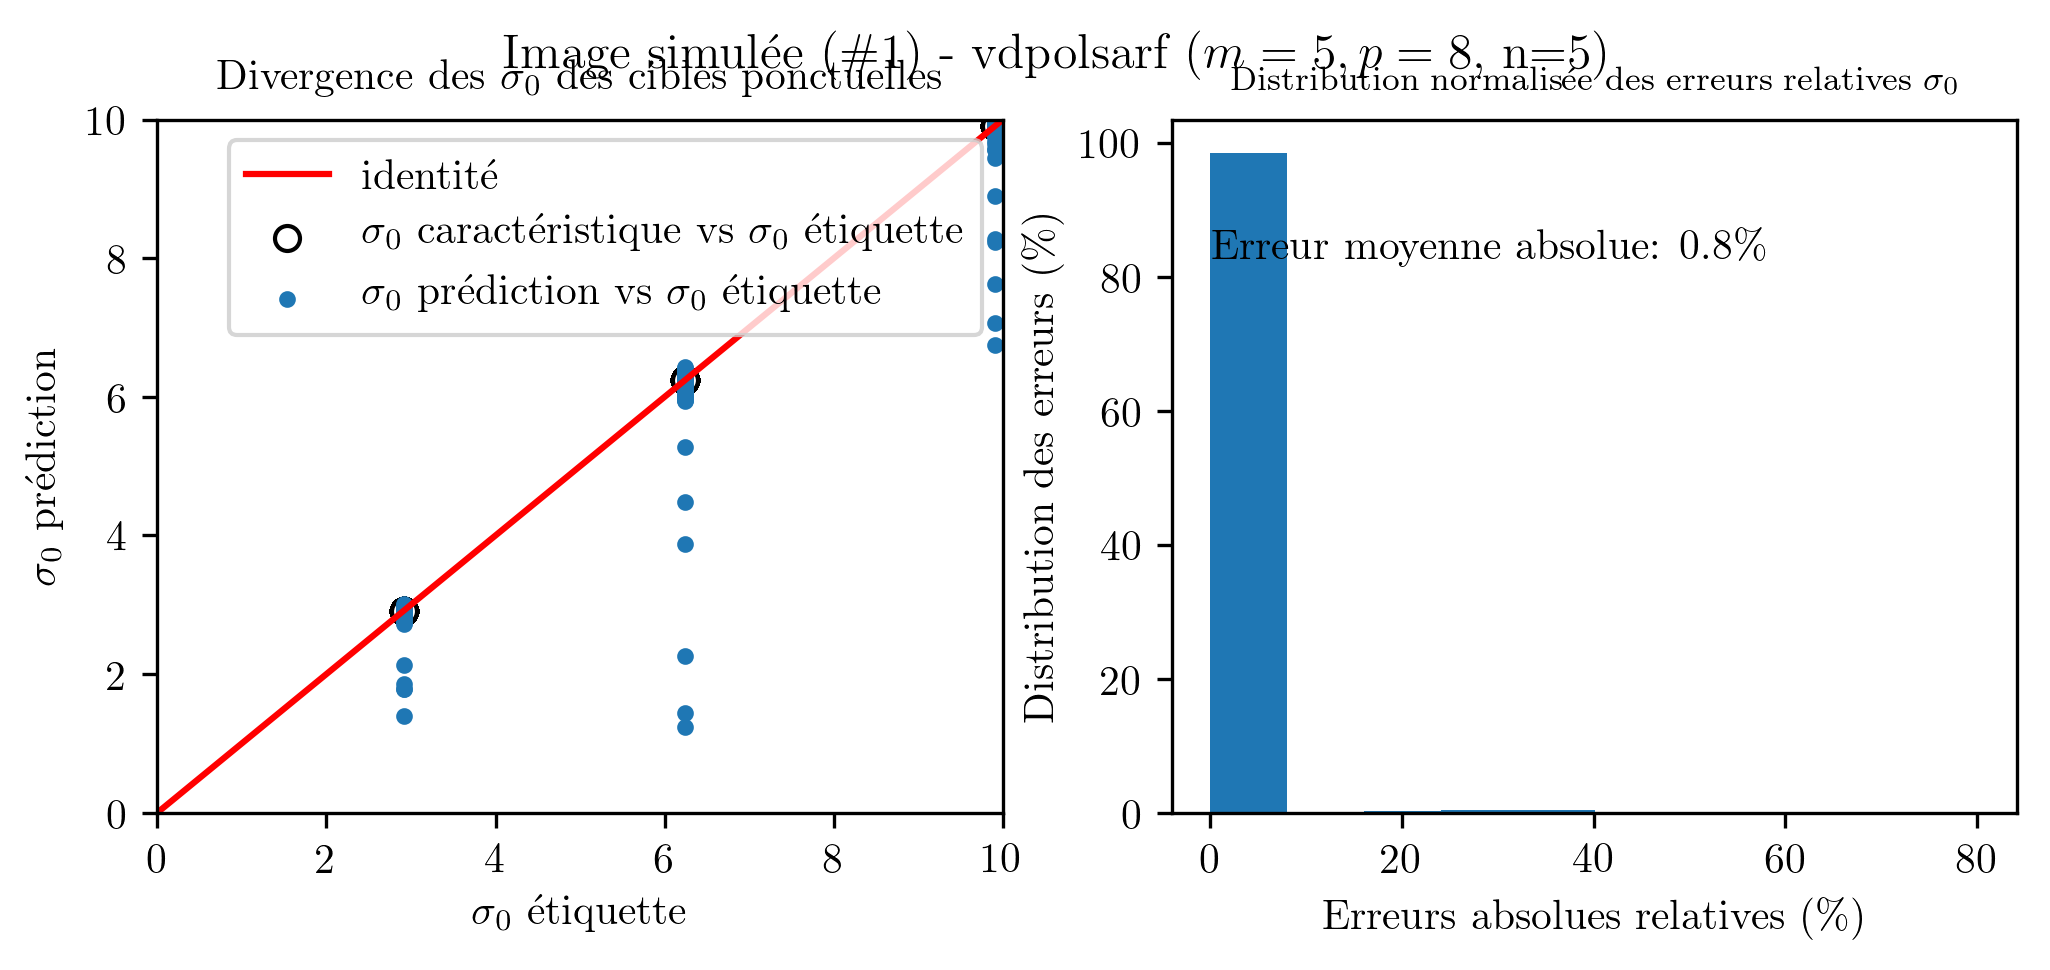 Image simulée (#1) - vdpolsarf (m = 5, p = 8, n=5)
Divergence des σ0 des cibles ponctuelles
identité
σ0 caractéristique vs σ0 étiquette
σ0 prédiction vs σ0 étiquette
10
8
6
4
2
0
σ0 prédiction
0 2 4 6 8 10
σ0 étiquette
Distribution normalisée des erreurs relatives σ0
Erreur moyenne absolue: 0.8%
100
80
60
40
20
0
Distribution des erreurs (%)
0 20 40 60 80
Erreurs absolues relatives (%)